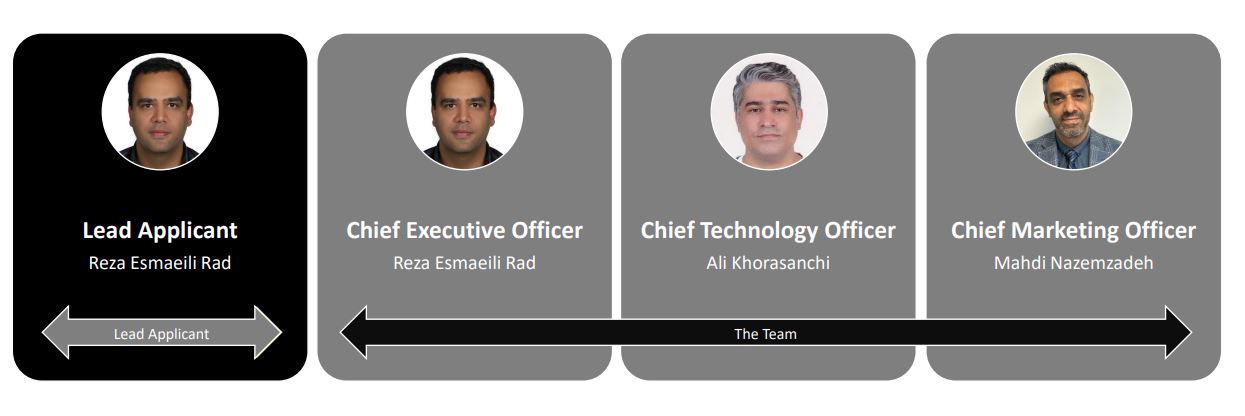 Lead Applicant
Reza Esmaeili Rad
Lead Applicant
Chief Executive Officer
Reza Esmaeili Rad
Chief Technology Officer
Ali Khorasanchi
Chief Marketing Officer
Mahdi Nazemzadeh
The Team